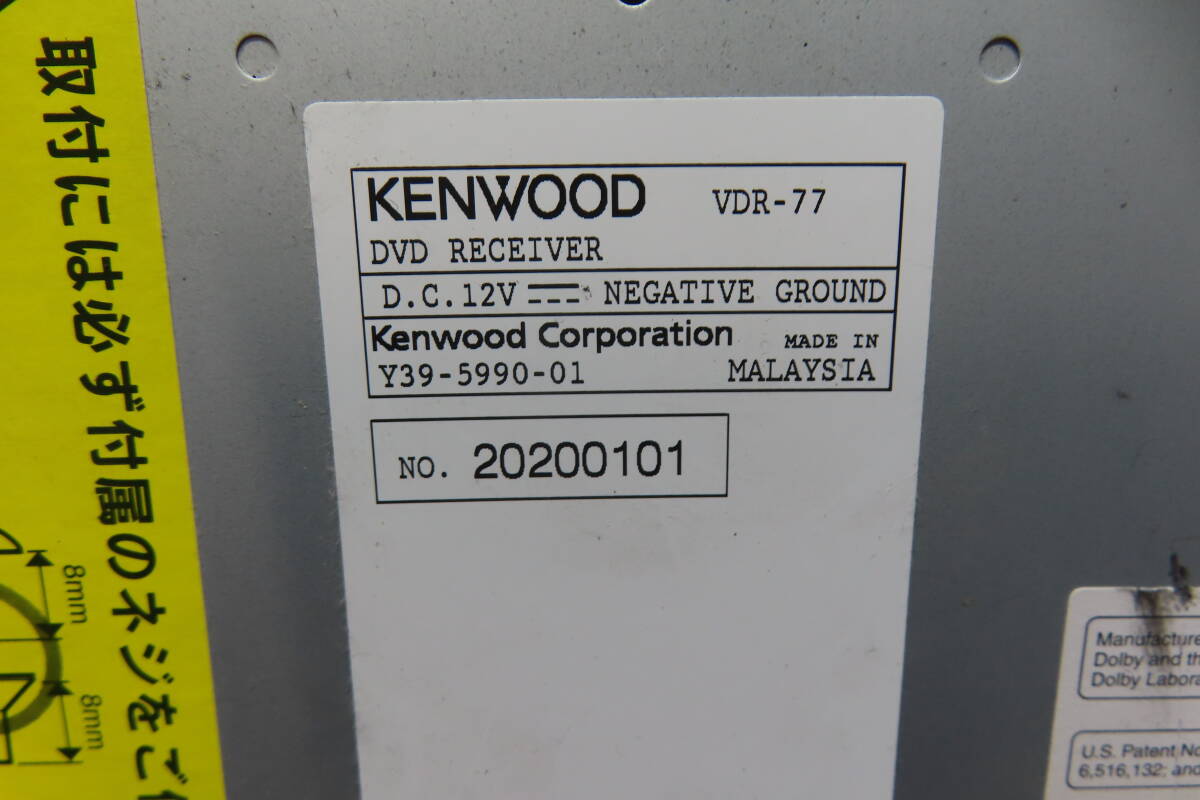 取付には必ず付属のネジをご
8mm
8mm
KENWOOD VDR-77
DVD RECEIVER
D.C.12V NEGATIVE GROUND
Kenwood Corporation MADE IN
Y39-5990-01 MALAYSIA
NO. 20200101
Manufacture
Dolby and th
Dolby Labora
U.S. Patent No
6,516,132; and